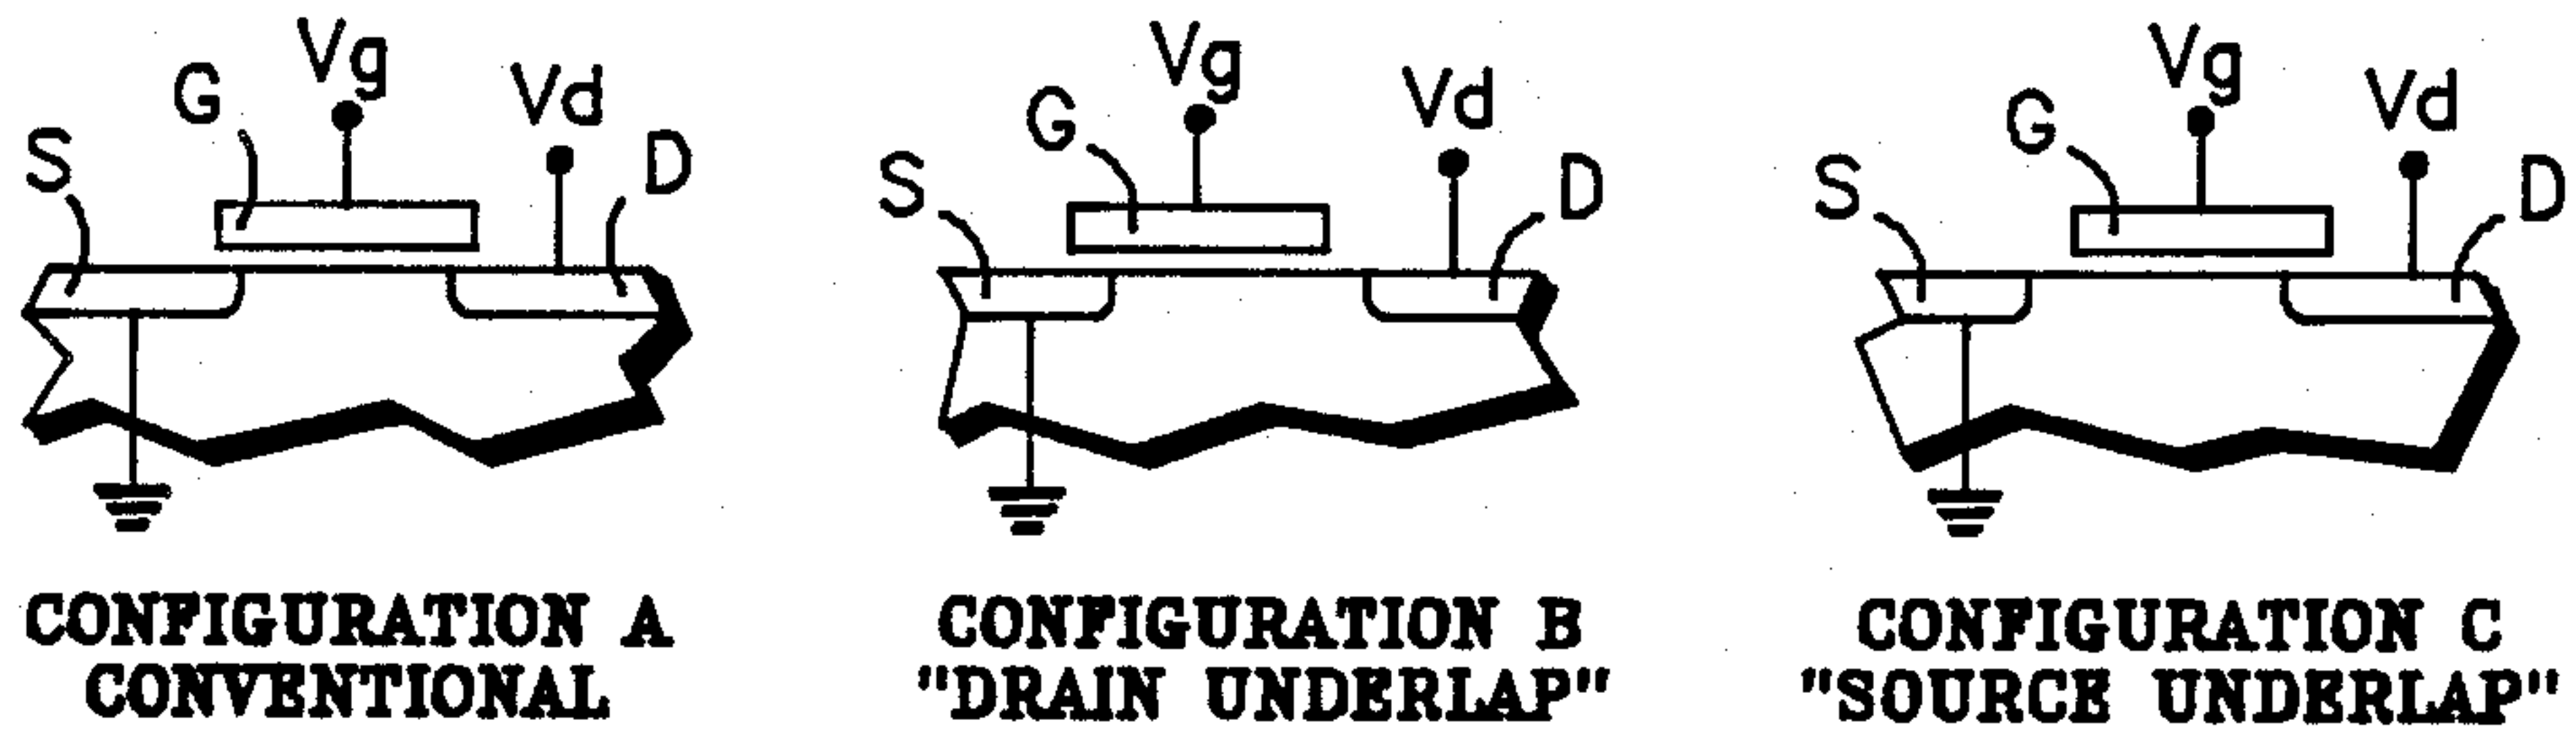 Vg
G
Vd
S
D
Vg
G
Vd
S
D
Vg
G
Vd
S
D
CONFIGURATION A
CONVENTIONAL
CONFIGURATION B
"DRAIN UNDERLAP"
CONFIGURATION C
"SOURCE UNDERLAP"